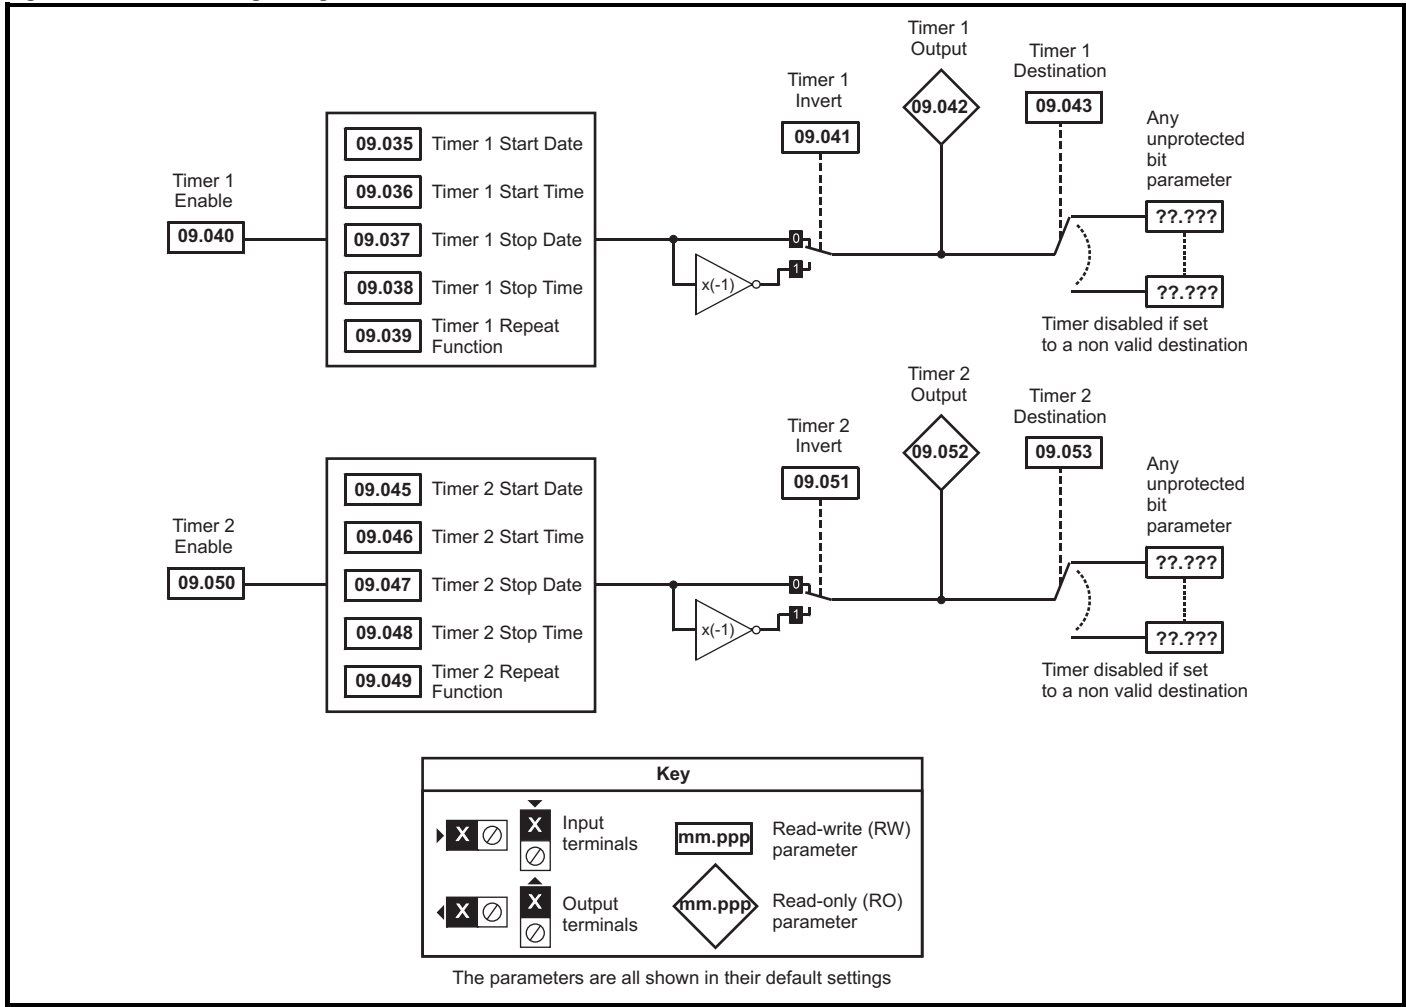 Timer 1
Output
Timer 1
Destination
Timer 1
Invert
09.042
09.043
Any
unprotected
bit
parameter
09.041
09.035 Timer 1 Start Date
Timer 1
Enable
09.036 Timer 1 Start Time
??.???
09.040
09.037 Timer 1 Stop Date
0
1
x(-1)
09.038 Timer 1 Stop Time
??.???
09.039 Timer 1 Repeat
Function
Timer disabled if set
to a non valid destination
Timer 2
Output
Timer 2
Destination
Timer 2
Invert
09.052
09.053
Any
unprotected
bit
parameter
09.051
09.045 Timer 2 Start Date
Timer 2
Enable
09.046 Timer 2 Start Time
??.???
09.050
09.047 Timer 2 Stop Date
0
1
x(-1)
09.048 Timer 2 Stop Time
??.???
09.049 Timer 2 Repeat
Function
Timer disabled if set
to a non valid destination
Key
X
X
Input
terminals
mm.ppp
Read-write (RW)
parameter
X
X
Output
terminals
mm.ppp
Read-only (RO)
parameter
The parameters are all shown in their default settings